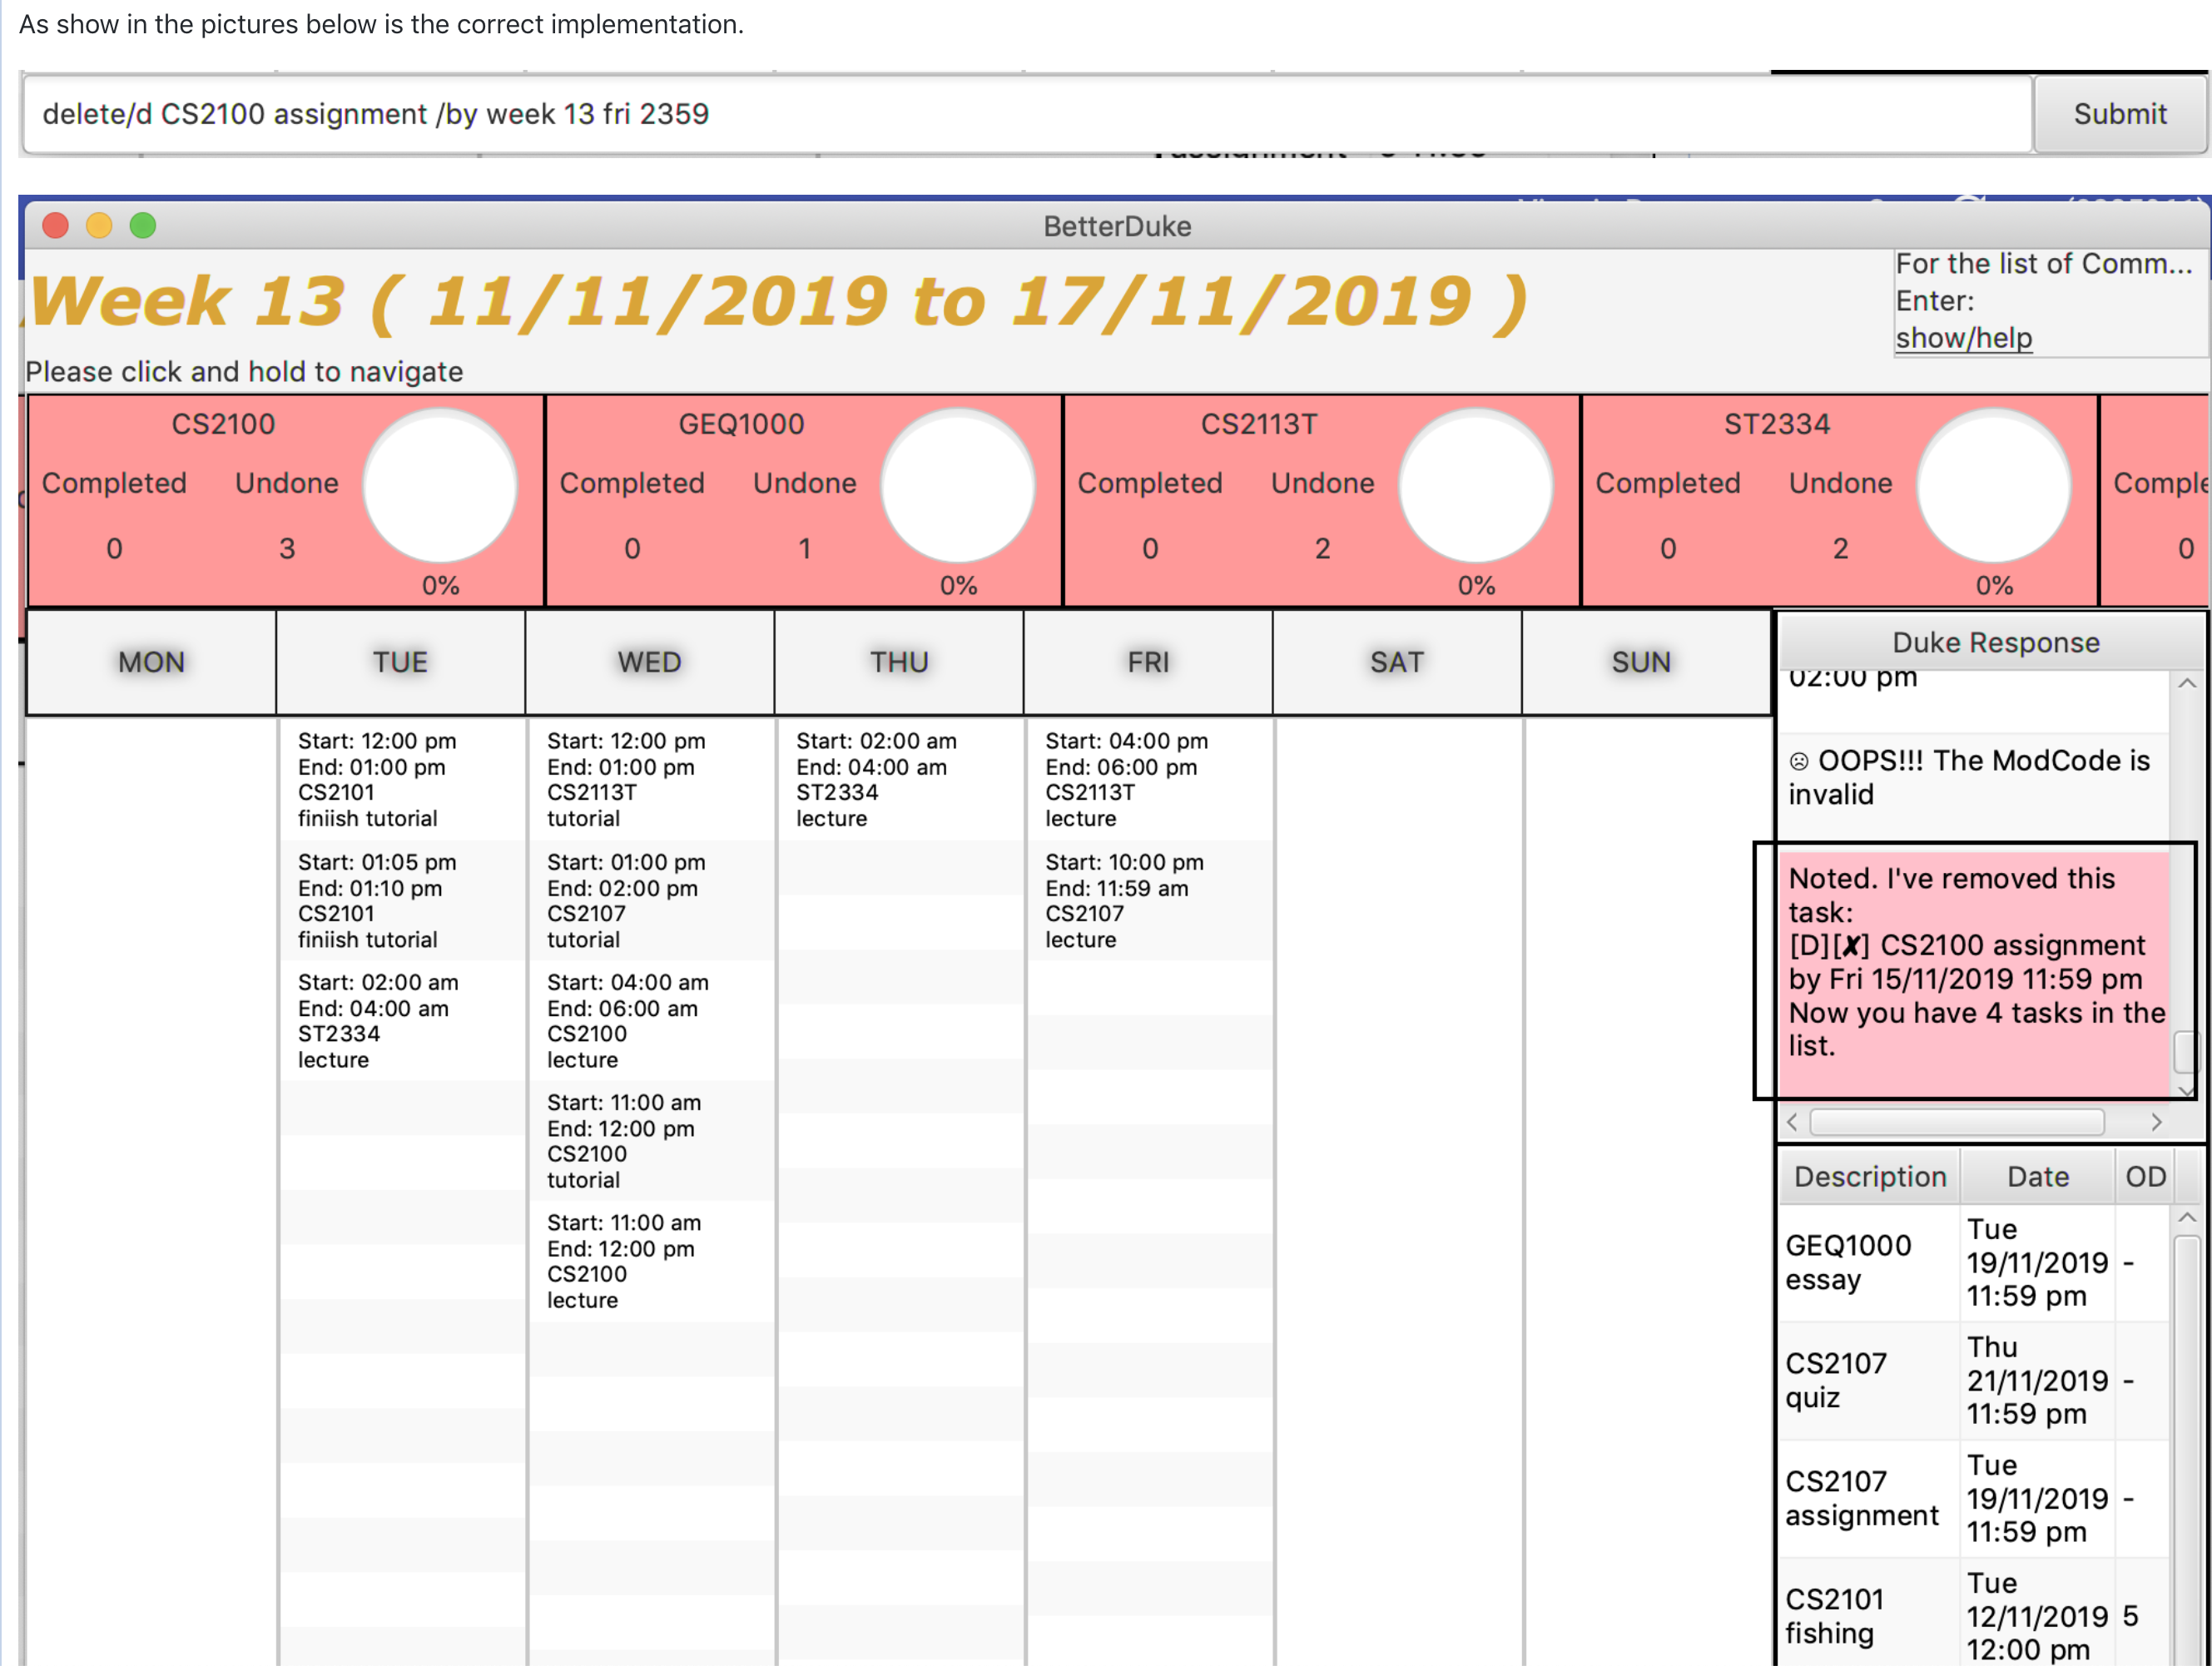 As show in the pictures below is the correct implementation.
delete/d CS2100 assignment /by week 13 fri 2359
Submit
BetterDuke
Week 13 ( 11/11/2019 to 17/11/2019 )
For the list of Comm...
Enter:
show/help
Please click and hold to navigate
CS2100
Completed Undone
0 3
0%
GEQ1000
Completed Undone
0 1
0%
CS2113T
Completed Undone
0 2
0%
ST2334
Completed Undone
0 2
0%
Comple
0
MON TUE WED THU FRI SAT SUN
Start: 12:00 pm
End: 01:00 pm
CS2101
finiish tutorial
Start: 01:05 pm
End: 01:10 pm
CS2101
finiish tutorial
Start: 02:00 am
End: 04:00 am
ST2334
lecture
Start: 12:00 pm
End: 01:00 pm
CS2113T
tutorial
Start: 01:00 pm
End: 02:00 pm
CS2107
tutorial
Start: 04:00 am
End: 06:00 am
CS2100
lecture
Start: 11:00 am
End: 12:00 pm
CS2100
tutorial
Start: 11:00 am
End: 12:00 pm
CS2100
lecture
Start: 02:00 am
End: 04:00 am
ST2334
lecture
Start: 04:00 pm
End: 06:00 pm
CS2113T
lecture
Start: 10:00 pm
End: 11:59 am
CS2107
lecture
Duke Response
02:00 pm
☹ OOPS!!! The ModCode is
invalid
Noted. I've removed this
task:
[D][✘] CS2100 assignment
by Fri 15/11/2019 11:59 pm
Now you have 4 tasks in the
list.
Description Date OD
GEQ1000
essay
Tue
19/11/2019
11:59 pm
-
CS2107
quiz
Thu
21/11/2019
11:59 pm
-
CS2107
assignment
Tue
19/11/2019
11:59 pm
-
CS2101
fishing
Tue
12/11/2019
12:00 pm
5